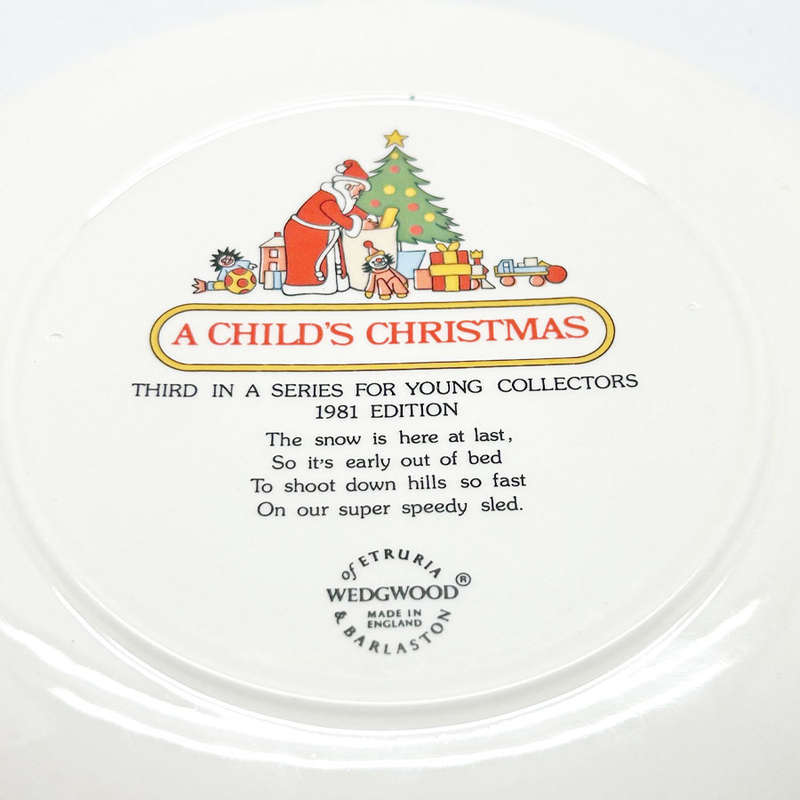 A CHILD'S CHRISTMAS
THIRD IN A SERIES FOR YOUNG COLLECTORS
1981 EDITION
The snow is here at last,
So it's early out of bed
To shoot down hills so fast
On our super speedy sled.
of ETRURIA
WEDGWOOD®
MADE IN
ENGLAND
& BARLASTON